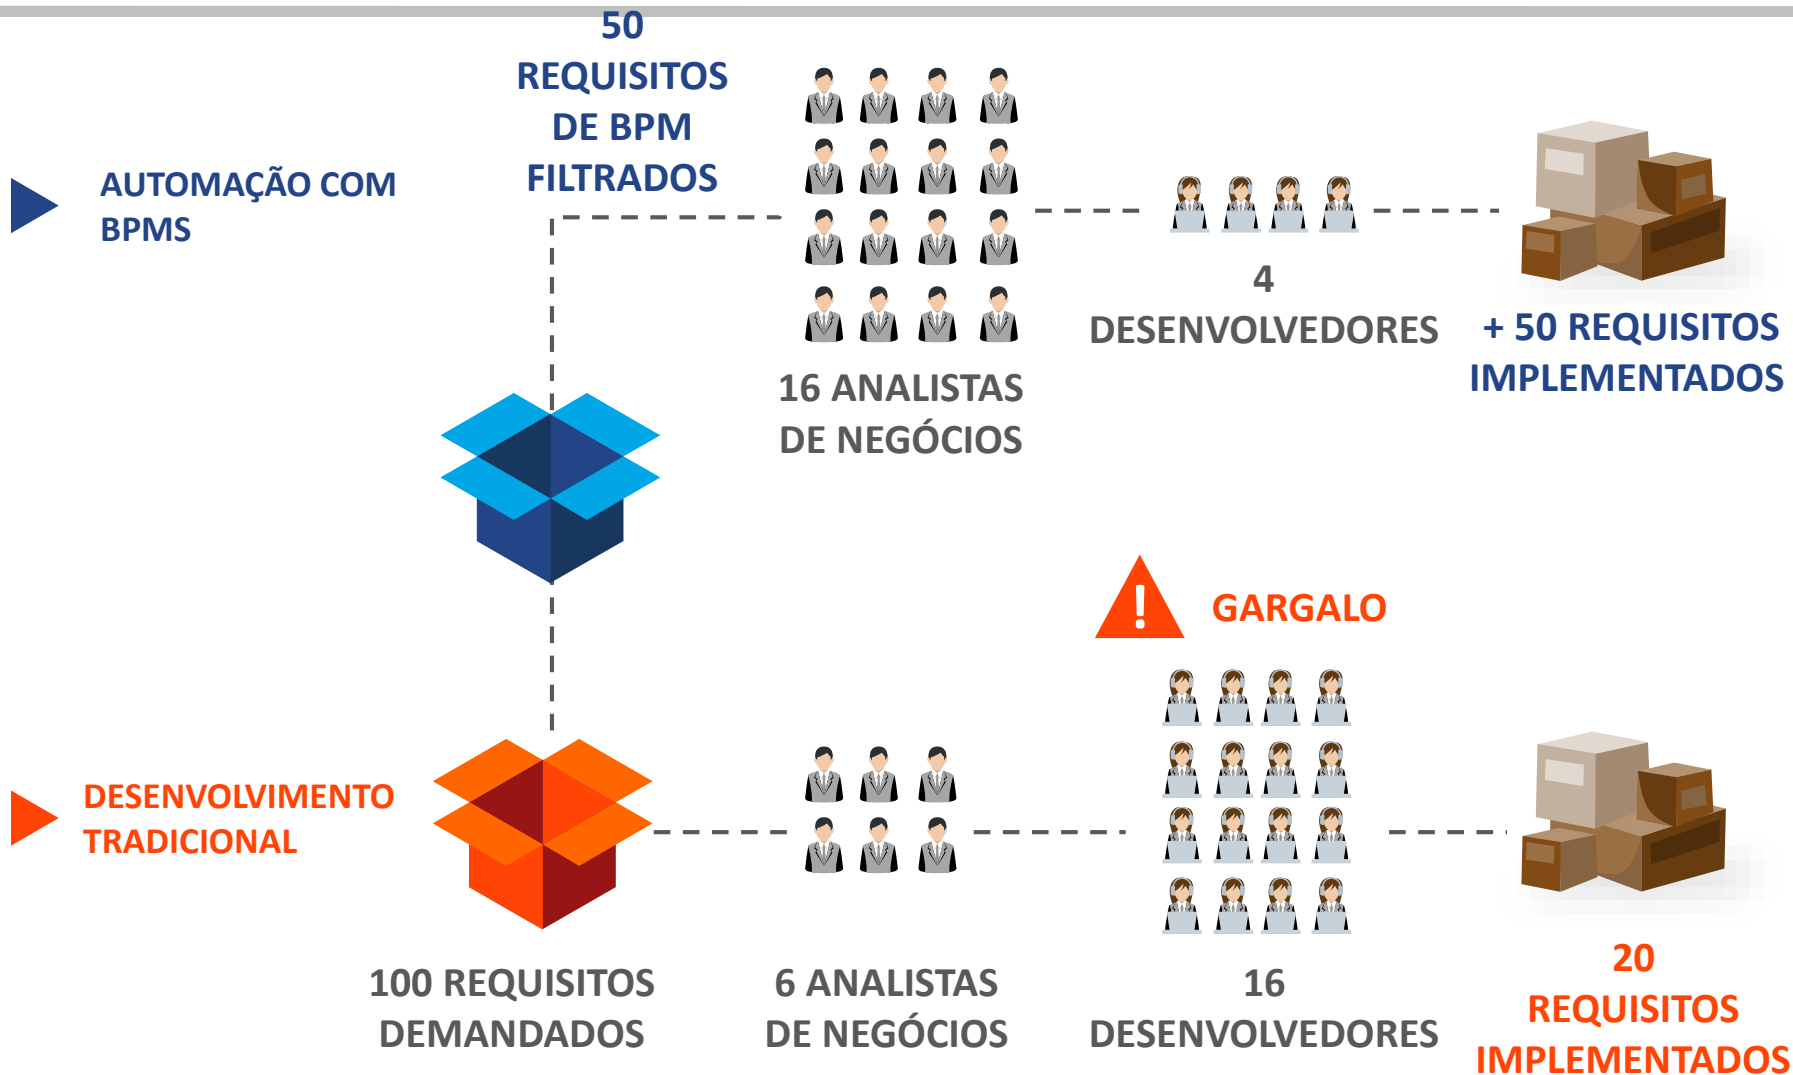 50
REQUISITOS
DE BPM
FILTRADOS
AUTOMAÇÃO COM
BPMS
16 ANALISTAS
DE NEGÓCIOS
4
DESENVOLVEDORES
+ 50 REQUISITOS
IMPLEMENTADOS
!
GARGALO
DESENVOLVIMENTO
TRADICIONAL
100 REQUISITOS
DEMANDADOS
6 ANALISTAS
DE NEGÓCIOS
16
DESENVOLVEDORES
20
REQUISITOS
IMPLEMENTADOS